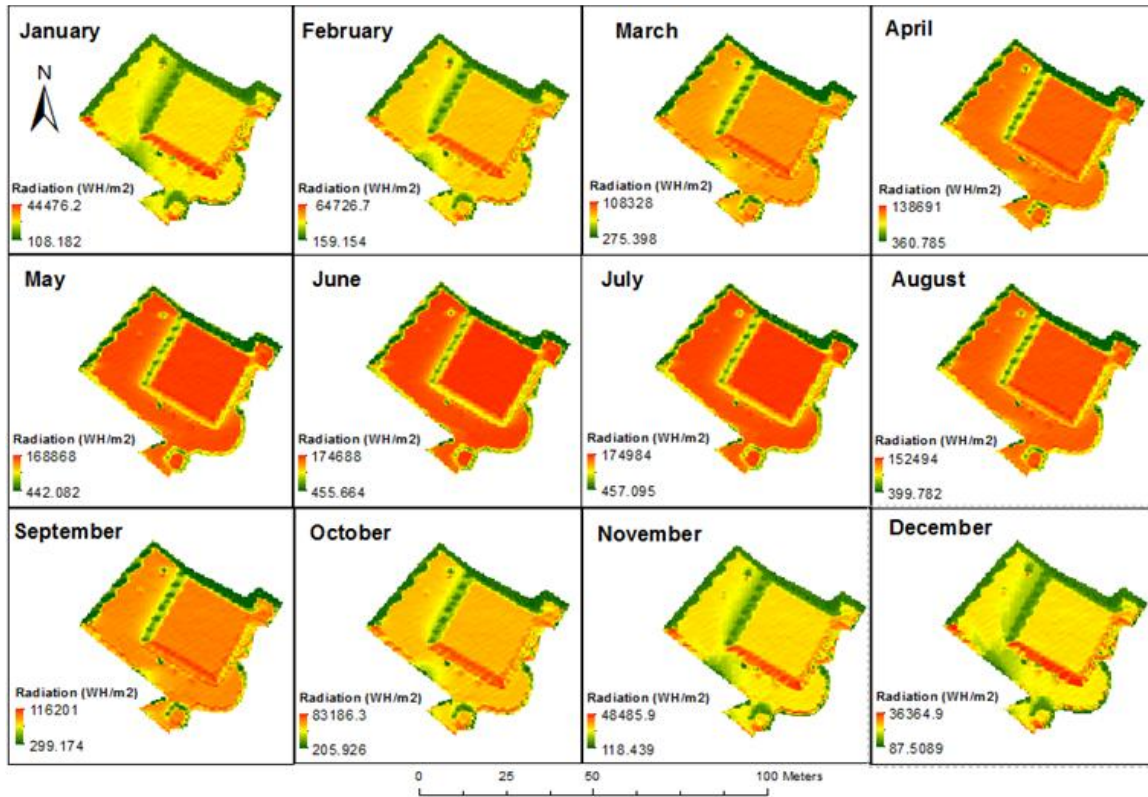 January
N
Radiation (WH/m2)
44476.2
108.182
February
Radiation (WH/m2)
64726.7
159.154
March
Radiation (WH/m2)
108328
275.398
April
Radiation (WH/m2)
138691
360.785
May
Radiation (WH/m2)
168868
442.082
June
Radiation (WH/m2)
174688
455.664
July
Radiation (WH/m2)
174984
457.095
August
Radiation (WH/m2)
152494
399.782
September
Radiation (WH/m2)
116201
299.174
October
Radiation (WH/m2)
83186.3
205.926
November
Radiation (WH/m2)
48485.9
118.439
December
Radiation (WH/m2)
36364.9
87.5089
0 25 50 100 Meters